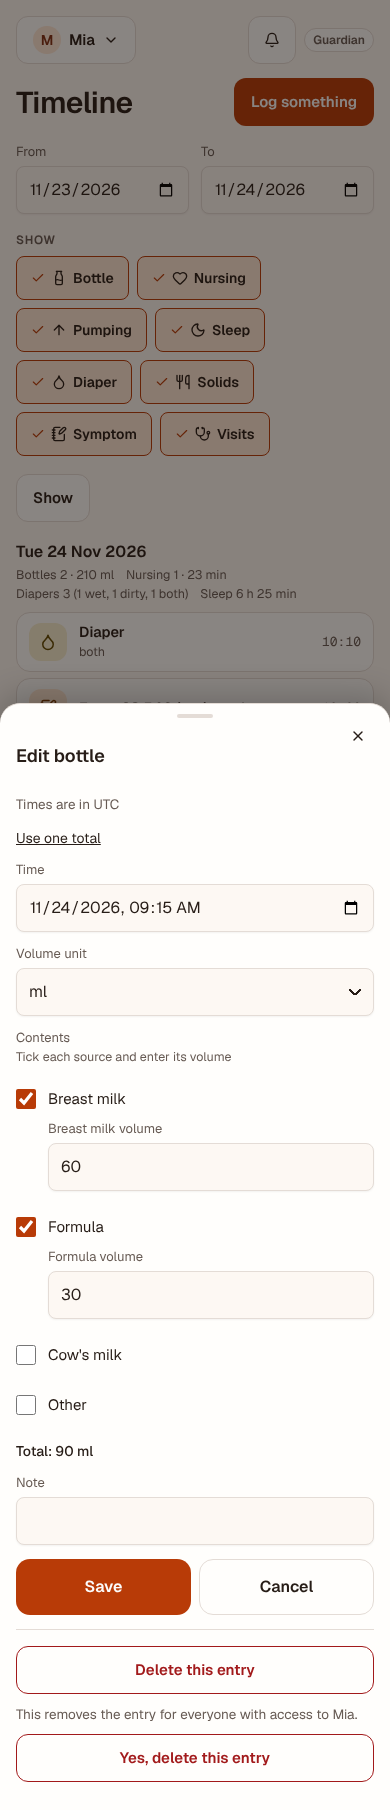 M Mia
Guardian
Timeline
Log something
From
To
11/23/2026
11/24/2026
SHOW
Bottle
Nursing
Pumping
Sleep
Diaper
Solids
Symptom
Visits
Show
Tue 24 Nov 2026
Bottles 2 · 210 ml Nursing 1 · 23 min
Diapers 3 (1 wet, 1 dirty, 1 both) Sleep 6 h 25 min
Diaper
10:10
both
Edit bottle
Times are in UTC
Use one total
Time
11/24/2026, 09:15 AM
Volume unit
ml
Contents
Tick each source and enter its volume
Breast milk
Breast milk volume
60
Formula
Formula volume
30
Cow's milk
Other
Total: 90 ml
Note
Save
Cancel
Delete this entry
This removes the entry for everyone with access to Mia.
Yes, delete this entry